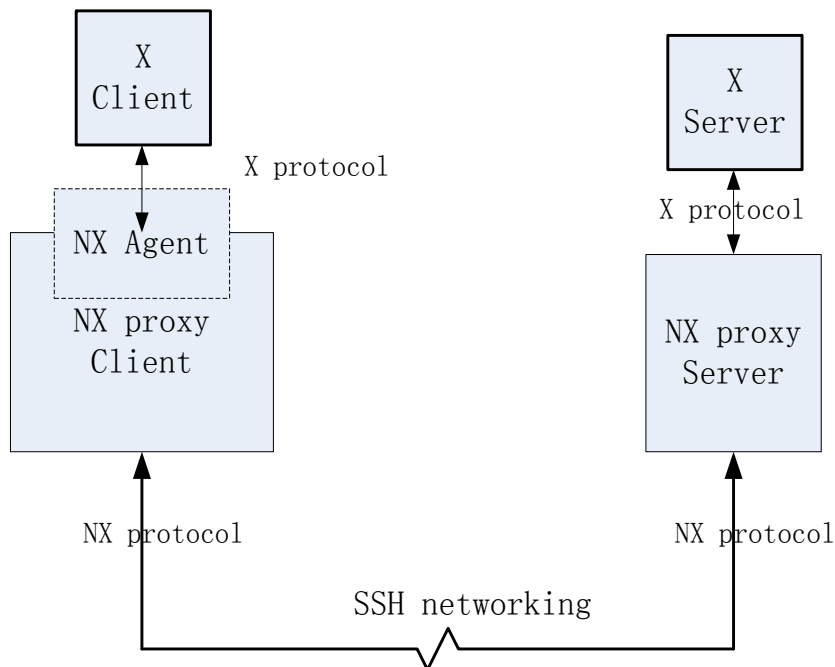 X
Client
X
Server
X protocol
X protocol
NX Agent
NX proxy
Client
NX proxy
Server
NX protocol
NX protocol
SSH networking